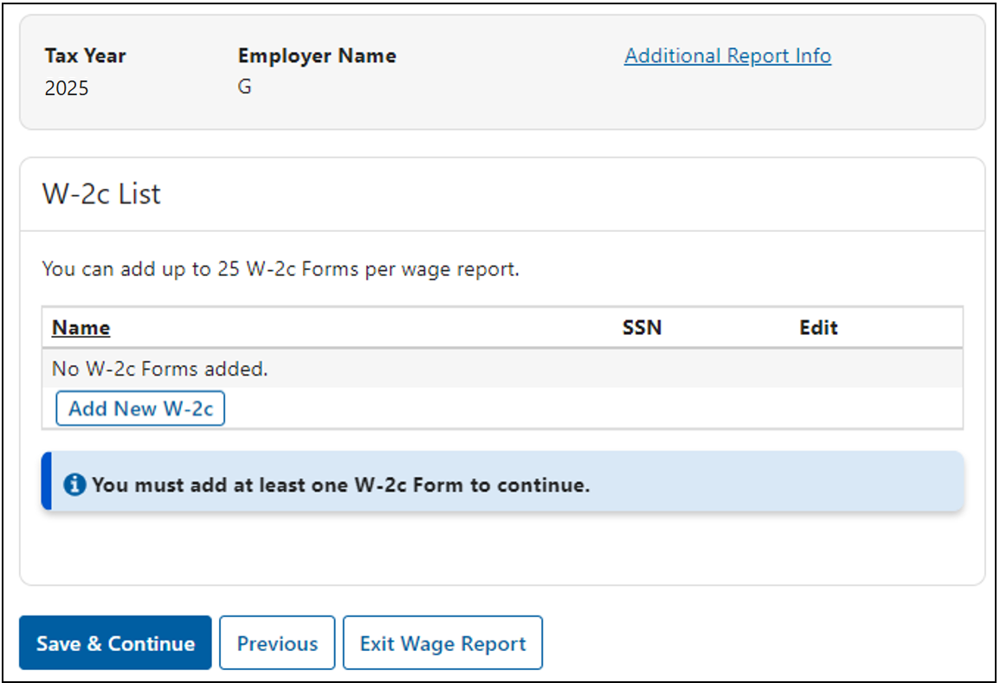 Tax Year Employer Name Additional Report Info
2025 G
W-2c List
You can add up to 25 W-2c Forms per wage report.
Name SSN Edit
No W-2c Forms added.
Add New W-2c
You must add at least one W-2c Form to continue.
Save & Continue Previous Exit Wage Report